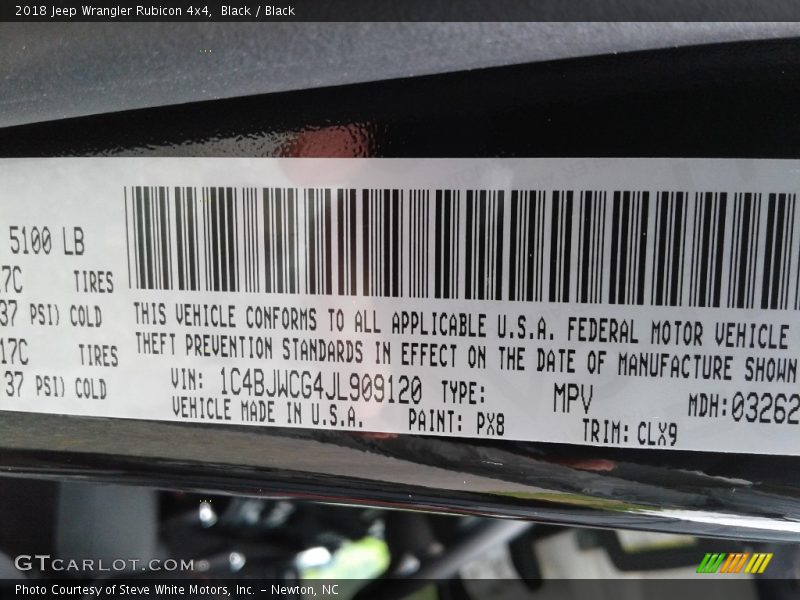 2018 Jeep Wrangler Rubicon 4x4, Black / Black
5100 LB
17C TIRES
37 PSI) COLD
17C TIRES
37 PSI) COLD
THIS VEHICLE CONFORMS TO ALL APPLICABLE U.S.A. FEDERAL MOTOR VEHICLE
THEFT PREVENTION STANDARDS IN EFFECT ON THE DATE OF MANUFACTURE SHOWN
VIN: 1C4BJWCG4JL909120 TYPE: MPV MDH:03262
VEHICLE MADE IN U.S.A. PAINT: PX8 TRIM: CLX9
GTCARLOT.COM
Photo Courtesy of Steve White Motors, Inc. – Newton, NC